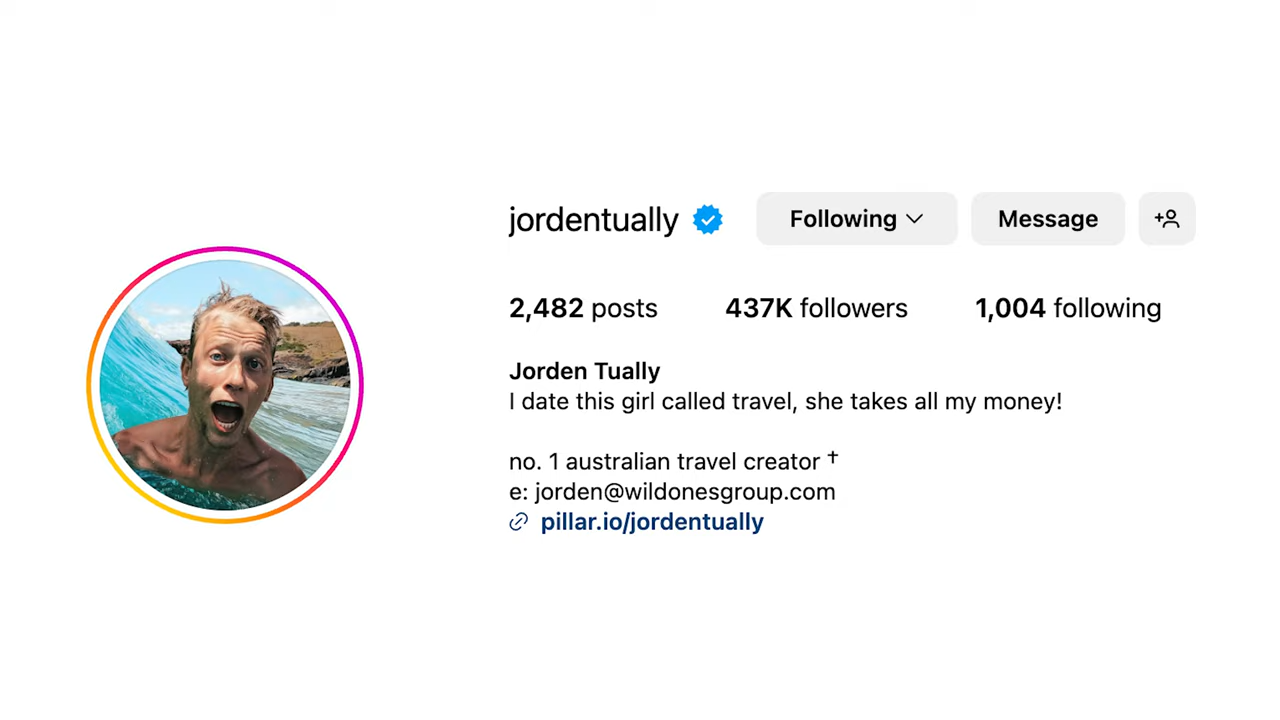 jordentually Following Message
2,482 posts 437K followers 1,004 following
Jorden Tually
I date this girl called travel, she takes all my money!
no. 1 australian travel creator ✝
e: jorden@wildonesgroup.com
pillar.io/jordentually